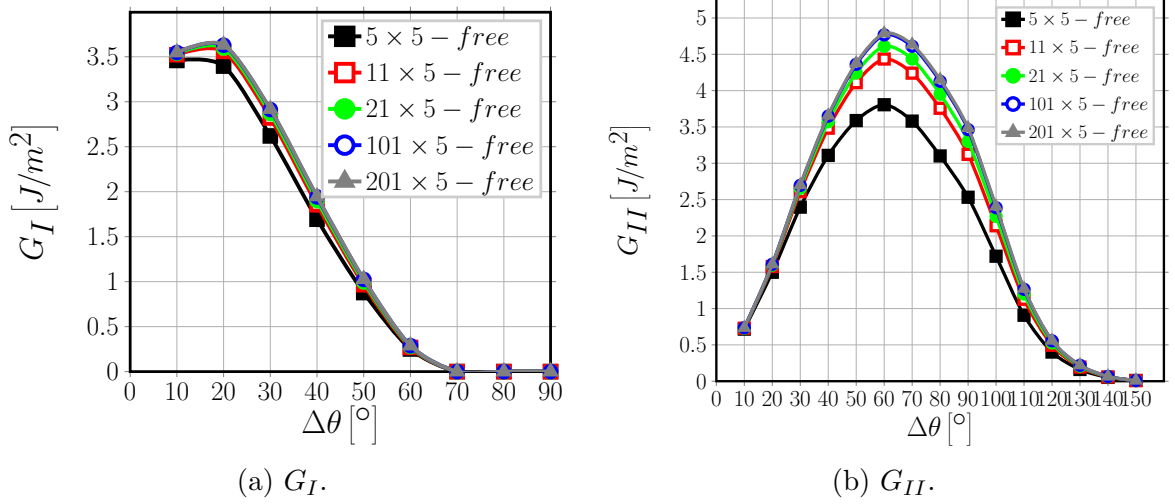 3.5
3
2.5
2
1.5
1
0.5
0
0 10 20 30 40 50 60 70 80 90
G_I [J/m^2]
Δθ [°]
5 × 5 − free
11 × 5 − free
21 × 5 − free
101 × 5 − free
201 × 5 − free
(a) G_I.
5
4.5
4
3.5
3
2.5
2
1.5
1
0.5
0
0 10 20 30 40 50 60 70 80 90 100 110 120 130 140 150
G_{II} [J/m^2]
Δθ [°]
5 × 5 − free
11 × 5 − free
21 × 5 − free
101 × 5 − free
201 × 5 − free
(b) G_{II}.